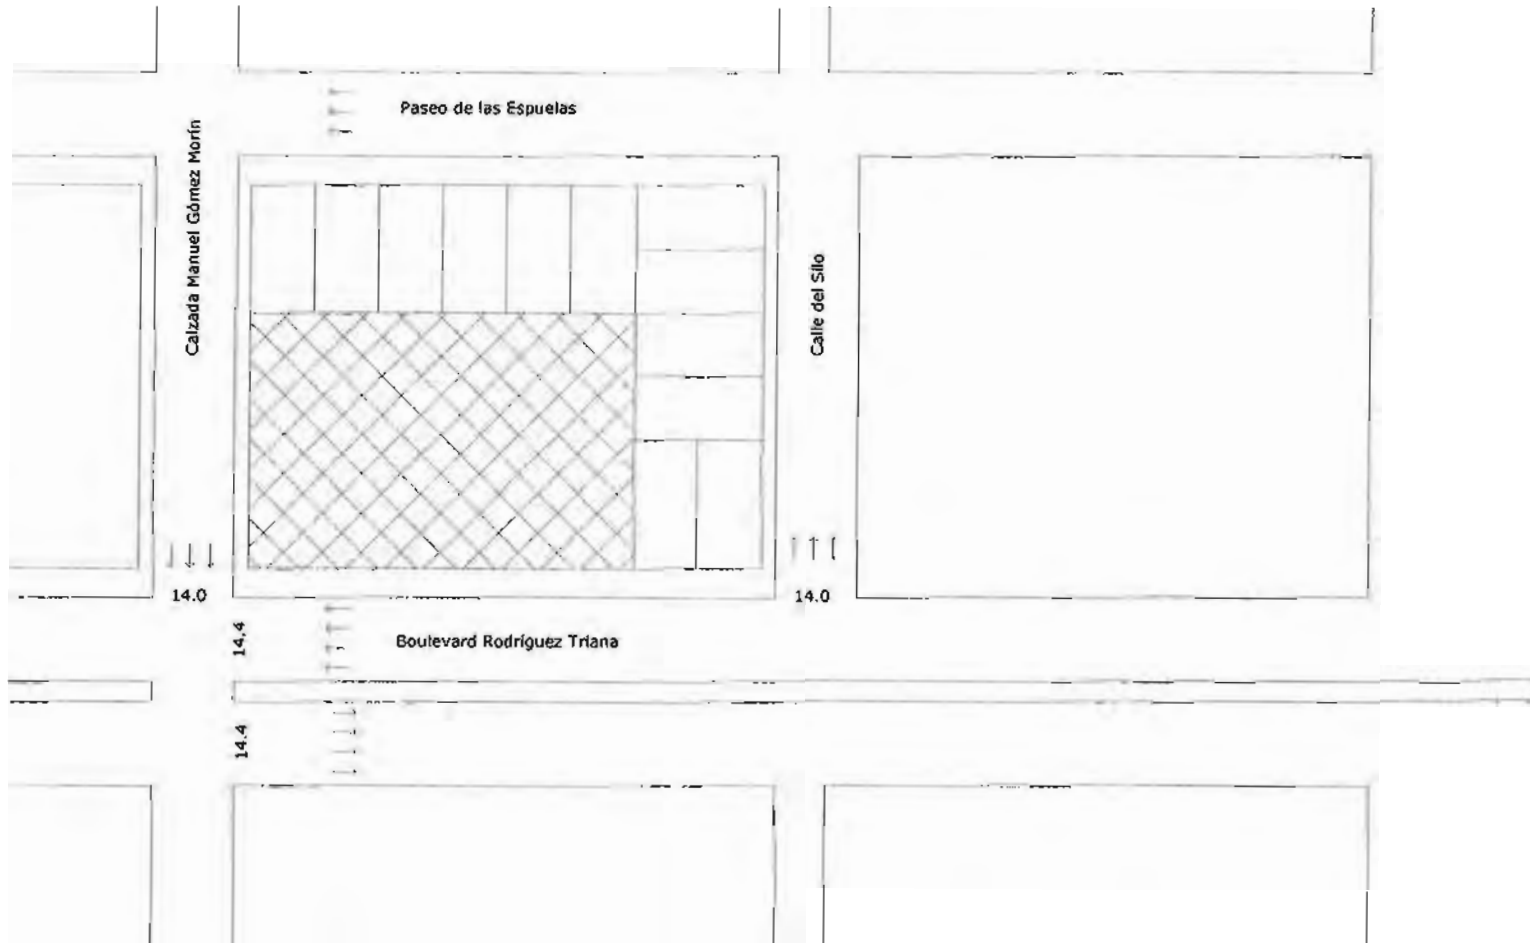 Paseo de las Espuelas
Calzada Manuel Gómez Morín
Calle del Silo
14.0
14.0
14.4
Boulevard Rodríguez Triana
14.4